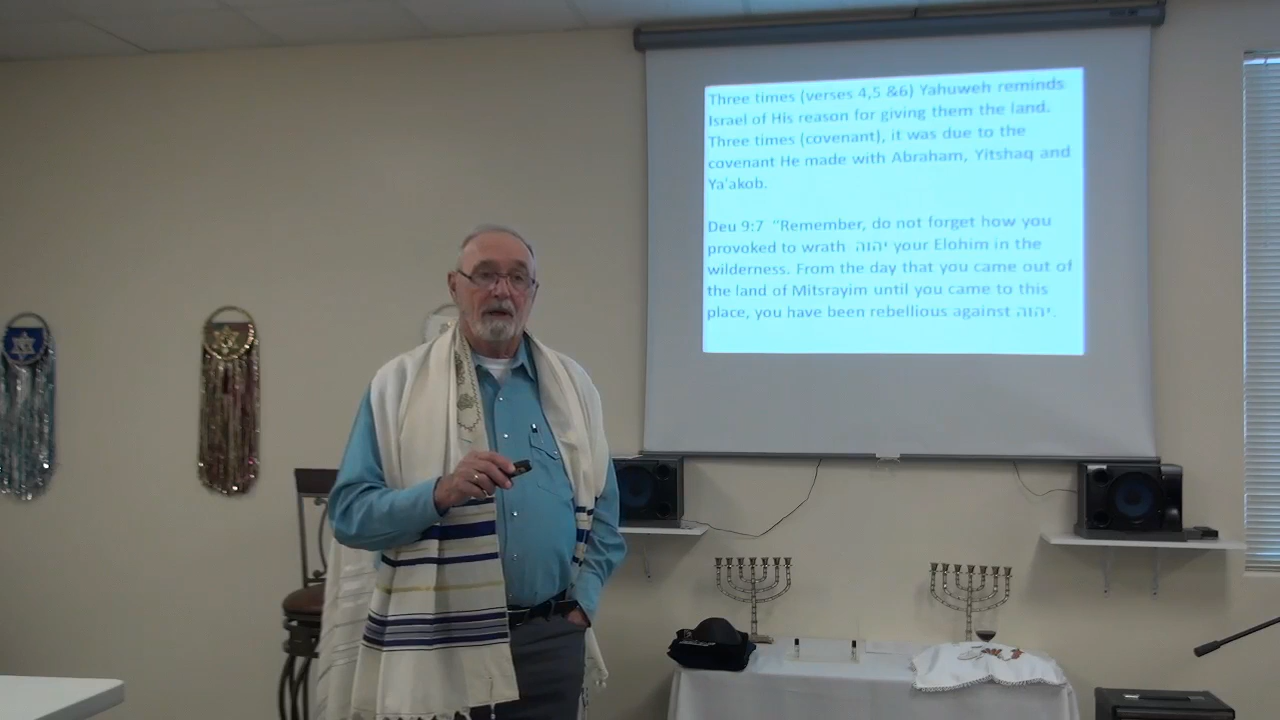 Three times (verses 4,5 &6) Yahuweh reminds
Israel of His reason for giving them the land.
Three times (covenant), it was due to the
covenant He made with Abraham, Yitshaq and
Ya'akob.
Deu 9:7 "Remember, do not forget how you
provoked to wrath יהוה your Elohim in the
wilderness. From the day that you came out of
the land of Mitsrayim until you came to this
place, you have been rebellious against יהוה.